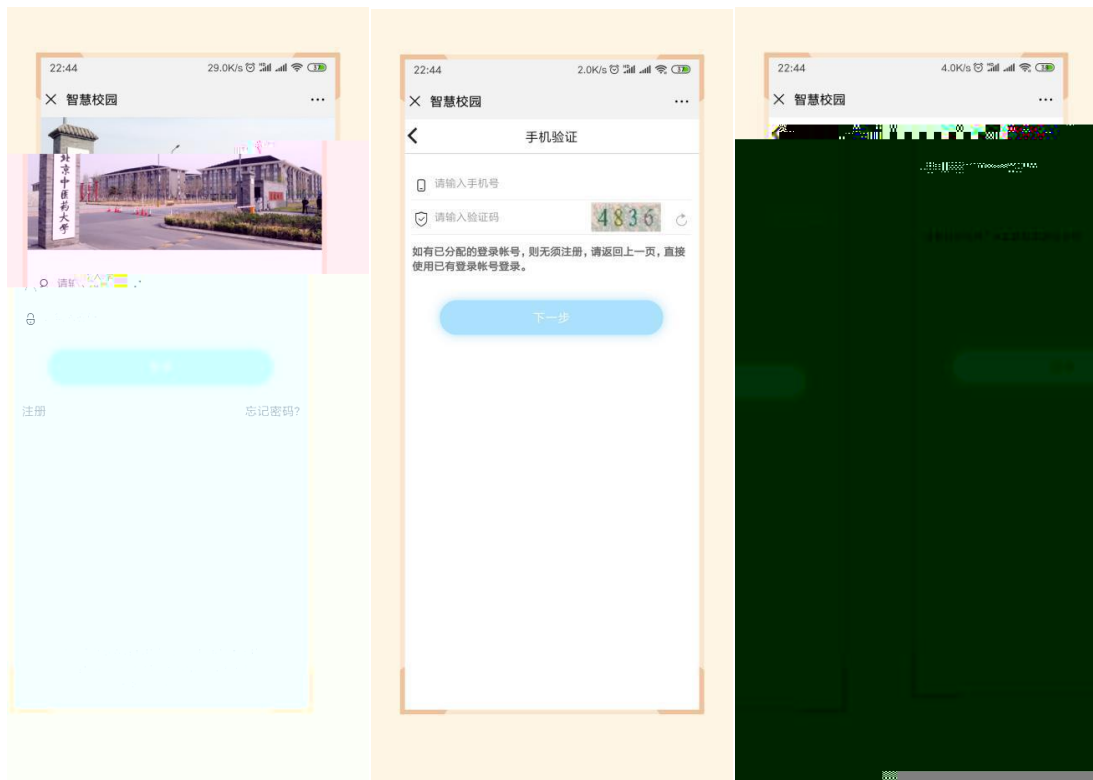 22:44 29.0K/s
智慧校园
北京中医药大学
注册 忘记密码?
22:44 2.0K/s
智慧校园
手机验证
请输入手机号
请输入验证码 4836
如有已分配的登录帐号，则无须注册，请返回上一页，直接
使用已有登录帐号登录。
下一步
22:44 4.0K/s
智慧校园